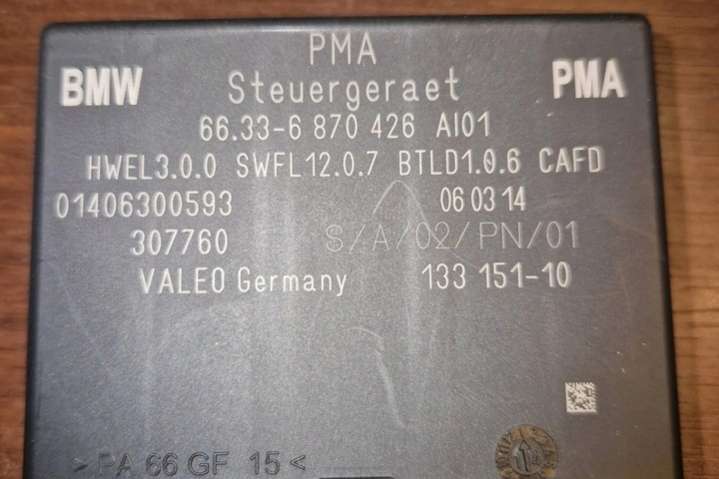 PMA
BMW Steuergeraet PMA
66.33-6 870 426 AI01
HWEL3.0.0 SWFL12.0.7 BTLD1.0.6 CAFD
01406300593 06 03 14
307760 S/A/02/PN/01
VALEO Germany 133 151-10
>PA 66 GF 15<